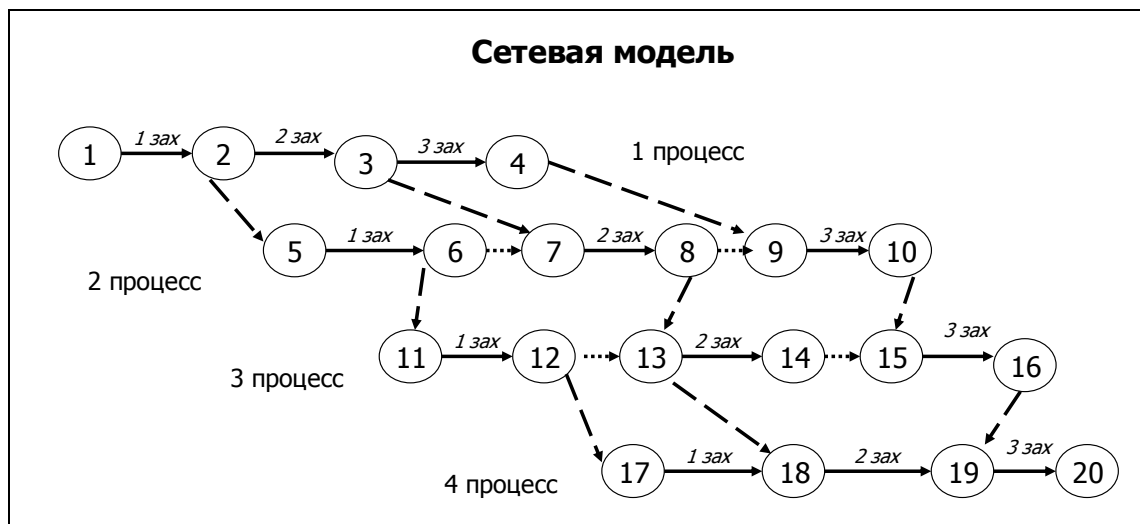 Сетевая модель
1 зах 2 зах 3 зах
1 2 3 4 1 процесс
1 зах 2 зах 3 зах
5 6 7 8 9 10
2 процесс
1 зах 2 зах 3 зах
11 12 13 14 15 16
3 процесс
1 зах 2 зах 3 зах
17 18 19 20
4 процесс